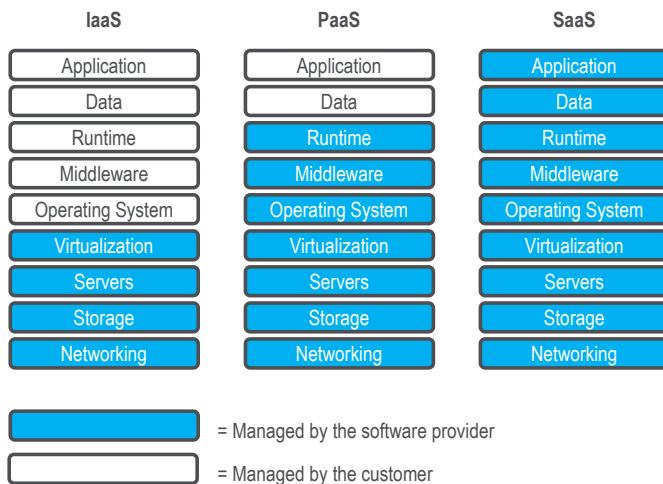 IaaS PaaS SaaS
Application Application Application
Data Data Data
Runtime Runtime Runtime
Middleware Middleware Middleware
Operating System Operating System Operating System
Virtualization Virtualization Virtualization
Servers Servers Servers
Storage Storage Storage
Networking Networking Networking
= Managed by the software provider
= Managed by the customer